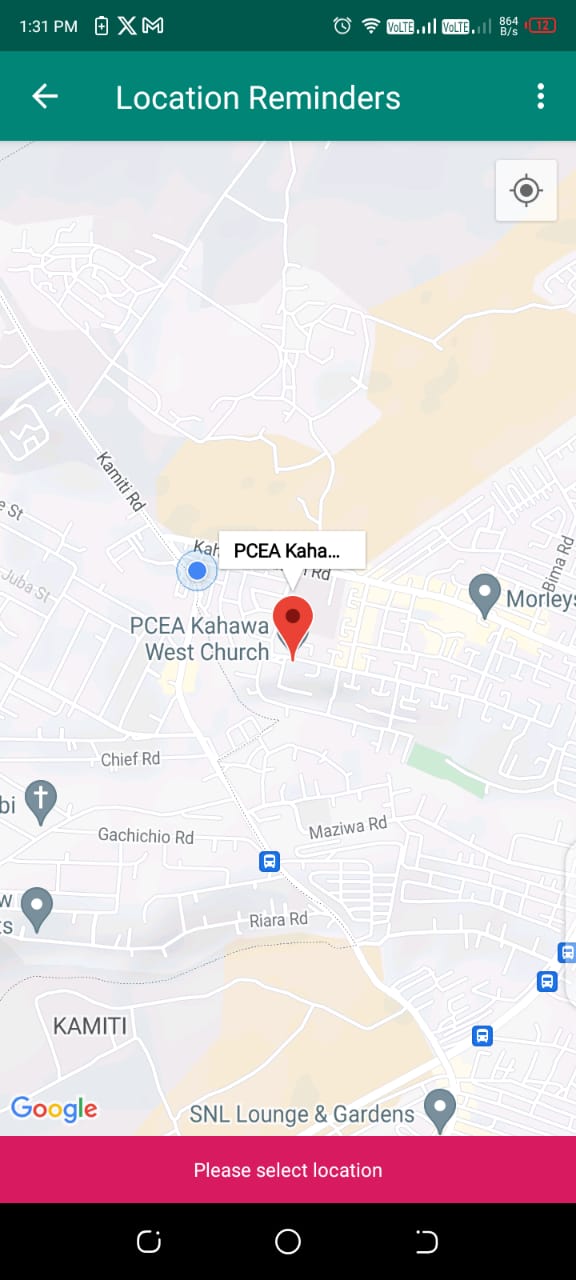 1:31 PM
VoLTE
VoLTE
864
B/s
12
Location Reminders
Kamiti Rd
e St
Juba St
Kah
PCEA Kaha...
Rd
Bima Rd
Morleys
PCEA Kahawa
West Church
Chief Rd
bi
Gachichio Rd
Maziwa Rd
w
ts
Riara Rd
KAMITI
Google
SNL Lounge & Gardens
Please select location